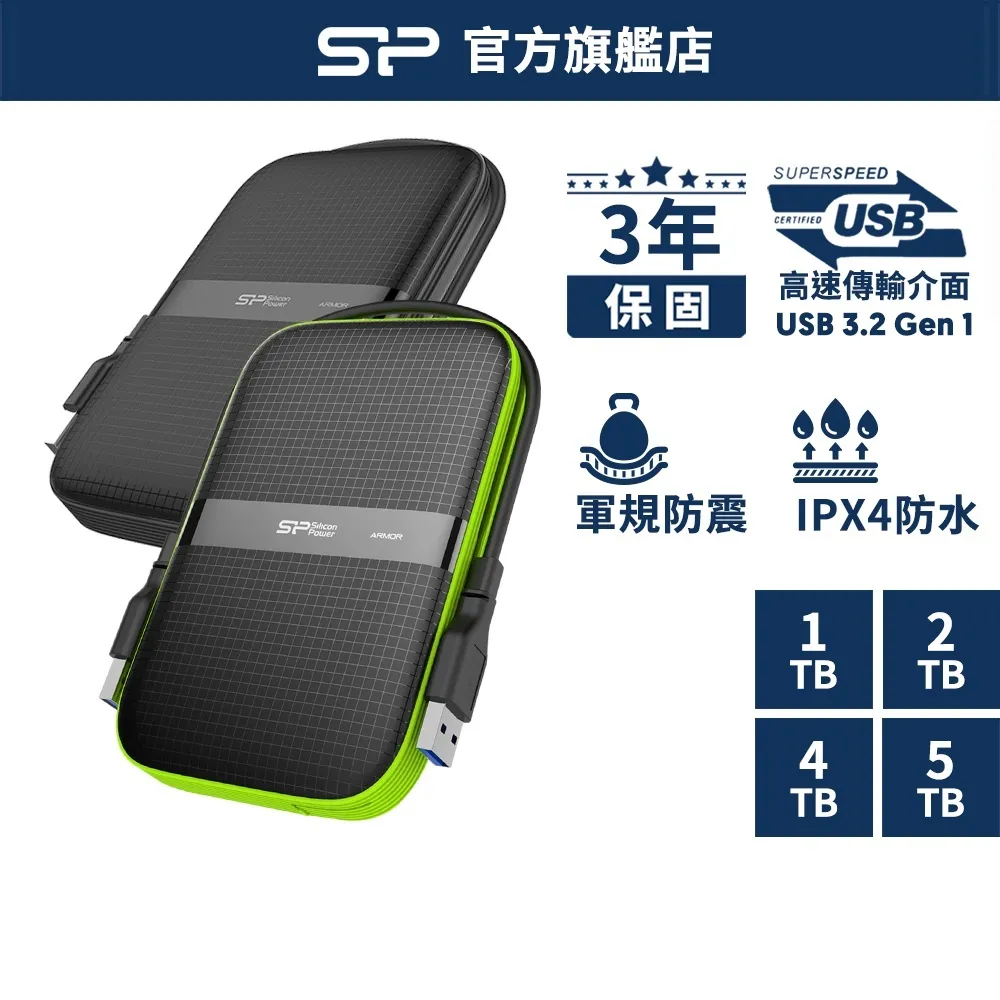 SP 官方旗艦店
SUPERSPEED
CERTIFIED USB
3年
保固
高速傳輸介面
USB 3.2 Gen 1
SP Silicon Power ARMOR
SP Silicon Power ARMOR
軍規防震
IPX4防水
1
TB
2
TB
4
TB
5
TB